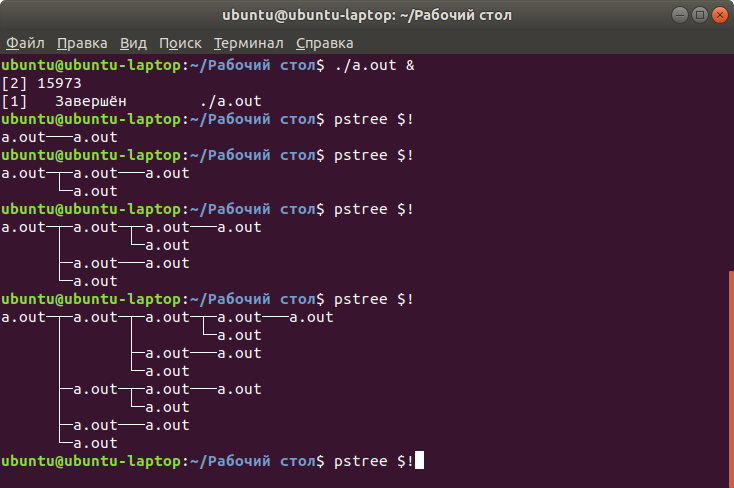 ubuntu@ubuntu-laptop: ~/Рабочий стол
Файл Правка Вид Поиск Терминал Справка
ubuntu@ubuntu-laptop:~/Рабочий стол$ ./a.out &
[2] 15973
[1]   Завершён        ./a.out
ubuntu@ubuntu-laptop:~/Рабочий стол$ pstree $!
a.out───a.out
ubuntu@ubuntu-laptop:~/Рабочий стол$ pstree $!
a.out─┬─a.out───a.out
      └─a.out
ubuntu@ubuntu-laptop:~/Рабочий стол$ pstree $!
a.out─┬─a.out─┬─a.out───a.out
      │       └─a.out
      ├─a.out───a.out
      └─a.out
ubuntu@ubuntu-laptop:~/Рабочий стол$ pstree $!
a.out─┬─a.out─┬─a.out─┬─a.out───a.out
      │       │       └─a.out
      │       ├─a.out───a.out
      │       └─a.out
      ├─a.out─┬─a.out───a.out
      │       └─a.out
      ├─a.out───a.out
      └─a.out
ubuntu@ubuntu-laptop:~/Рабочий стол$ pstree $!